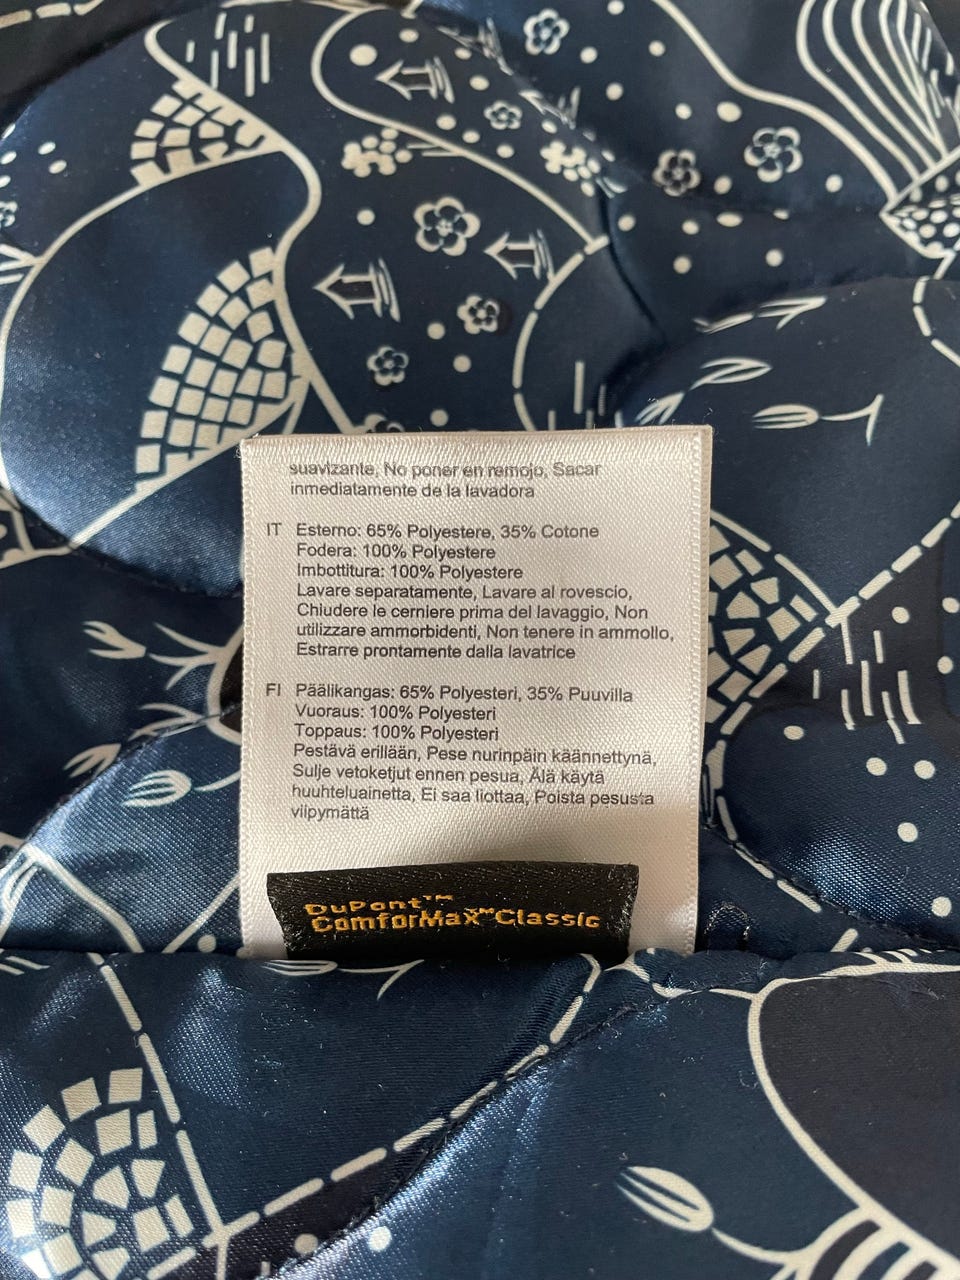 suavizante, No poner en remojo, Sacar
inmediatamente de la lavadora
IT Esterno: 65% Polyestere, 35% Cotone
Fodera: 100% Polyestere
Imbottitura: 100% Polyestere
Lavare separatamente, Lavare al rovescio,
Chiudere le cerniere prima del lavaggio, Non
utilizzare ammorbidenti, Non tenere in ammollo,
Estrarre prontamente dalla lavatrice
FI Päälikangas: 65% Polyesteri, 35% Puuvilla
Vuoraus: 100% Polyesteri
Toppaus: 100% Polyesteri
Pestävä erillään, Pese nurinpäin käännettynä,
Sulje vetoketjut ennen pesua, Älä käytä
huuhteluainetta, Ei saa liottaa, Poista pesusta
viipymättä
DuPont™
ComforMax™Classic